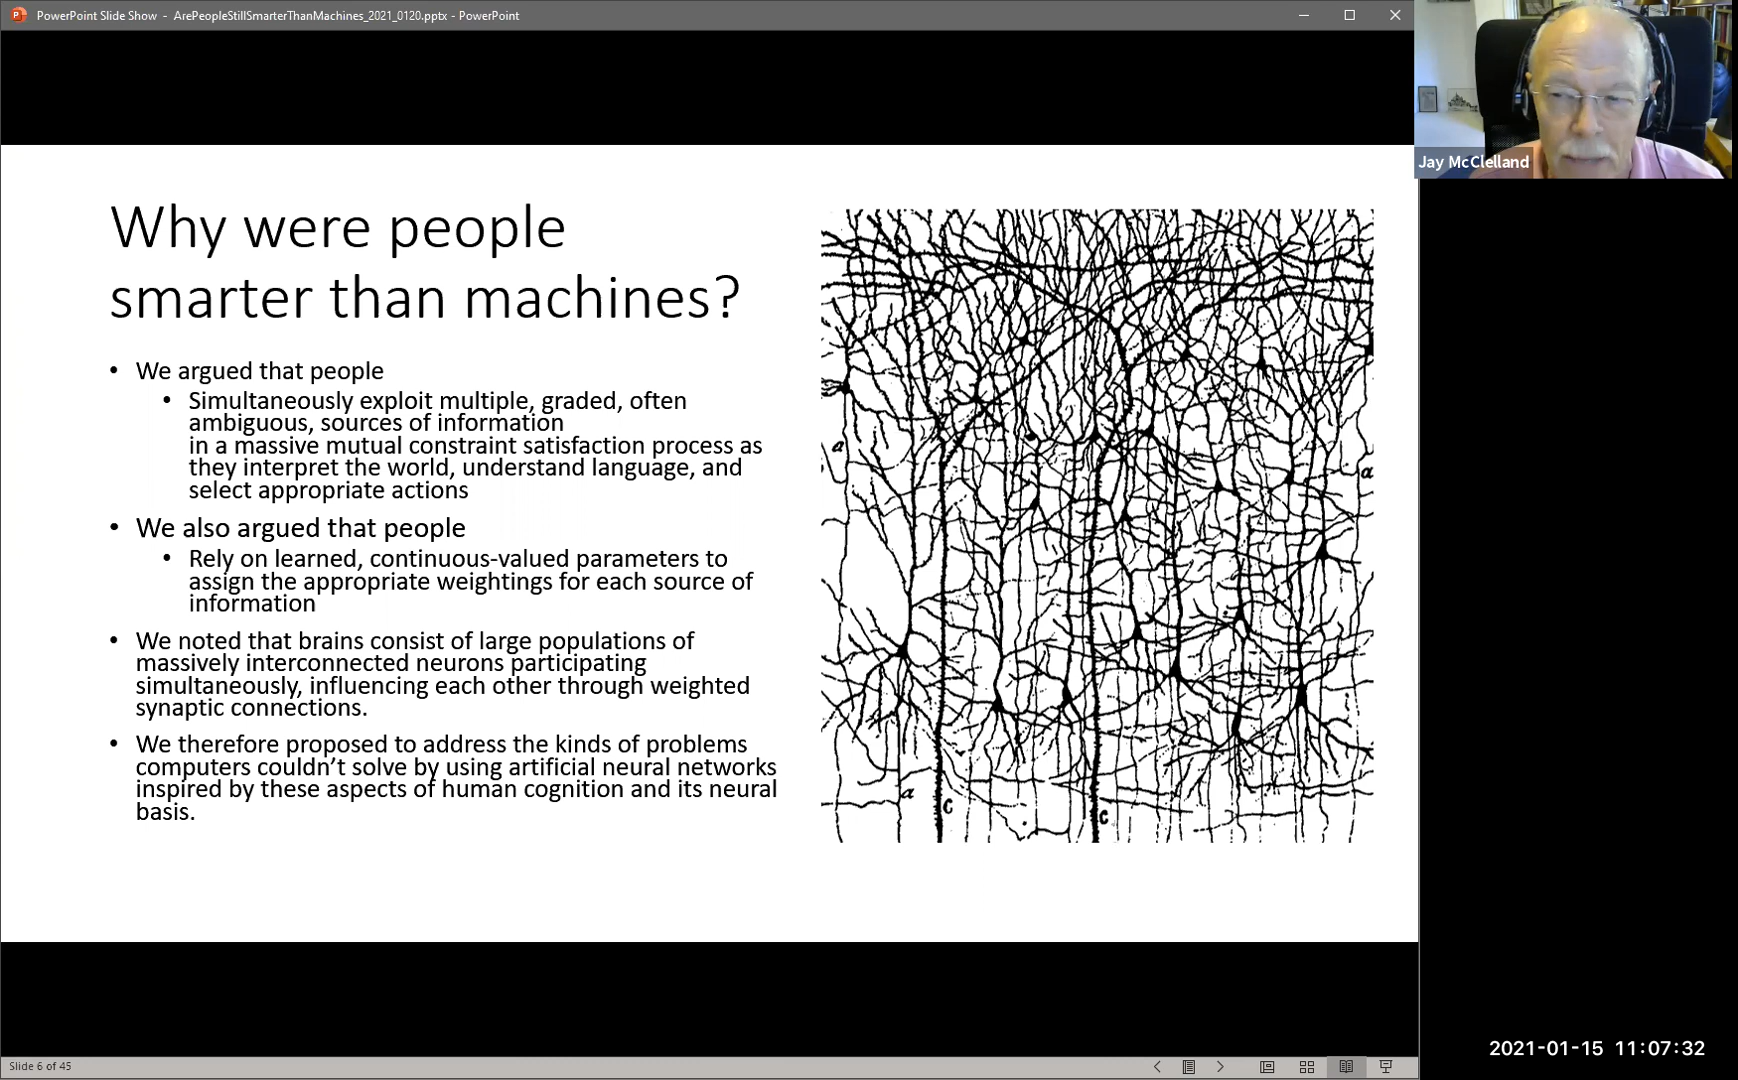 PowerPoint Slide Show - ArePeopleStillSmarterThanMachines_2021_0120.pptx - PowerPoint
Jay McClelland
Why were people
smarter than machines?
• We argued that people
• Simultaneously exploit multiple, graded, often
ambiguous, sources of information
in a massive mutual constraint satisfaction process as
they interpret the world, understand language, and
select appropriate actions
• We also argued that people
• Rely on learned, continuous-valued parameters to
assign the appropriate weightings for each source of
information
• We noted that brains consist of large populations of
massively interconnected neurons participating
simultaneously, influencing each other through weighted
synaptic connections.
• We therefore proposed to address the kinds of problems
computers couldn’t solve by using artificial neural networks
inspired by these aspects of human cognition and its neural
basis.
a
a
a
c
c
2021-01-15 11:07:32
Slide 6 of 45